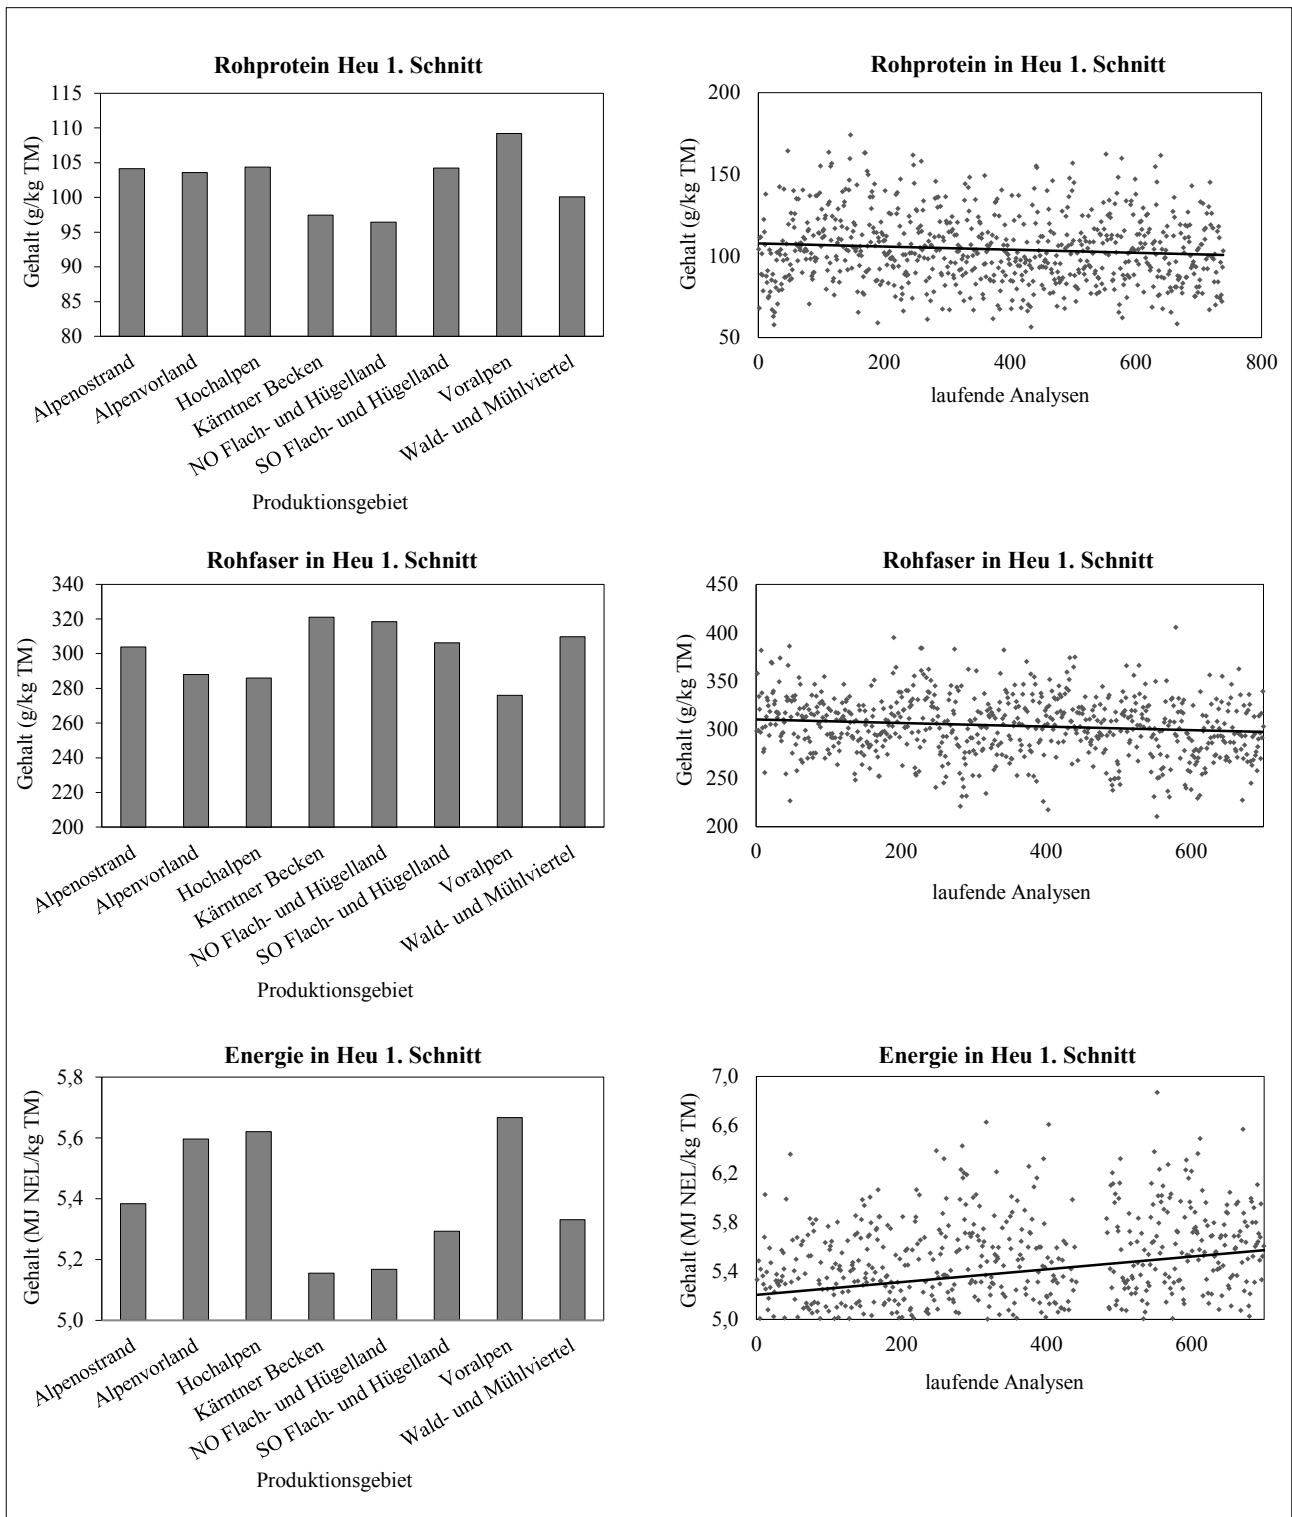 Rohprotein Heu 1. Schnitt
Gehalt (g/kg TM)
115
110
105
100
95
90
85
80
Alpenostrand
Alpenvorland
Hochalpen
Kärntner Becken
NO Flach- und Hügelland
SO Flach- und Hügelland
Voralpen
Wald- und Mühlviertel
Produktionsgebiet
Rohprotein in Heu 1. Schnitt
Gehalt (g/kg TM)
200
150
100
50
0 200 400 600 800
laufende Analysen
Rohfaser in Heu 1. Schnitt
Gehalt (g/kg TM)
340
320
300
280
260
240
220
200
Alpenostrand
Alpenvorland
Hochalpen
Kärntner Becken
NO Flach- und Hügelland
SO Flach- und Hügelland
Voralpen
Wald- und Mühlviertel
Produktionsgebiet
Rohfaser in Heu 1. Schnitt
Gehalt (g/kg TM)
450
400
350
300
250
200
0 200 400 600
laufende Analysen
Energie in Heu 1. Schnitt
Gehalt (MJ NEL/kg TM)
5,8
5,6
5,4
5,2
5,0
Alpenostrand
Alpenvorland
Hochalpen
Kärntner Becken
NO Flach- und Hügelland
SO Flach- und Hügelland
Voralpen
Wald- und Mühlviertel
Produktionsgebiet
Energie in Heu 1. Schnitt
Gehalt (MJ NEL/kg TM)
7,0
6,6
6,2
5,8
5,4
5,0
0 200 400 600
laufende Analysen